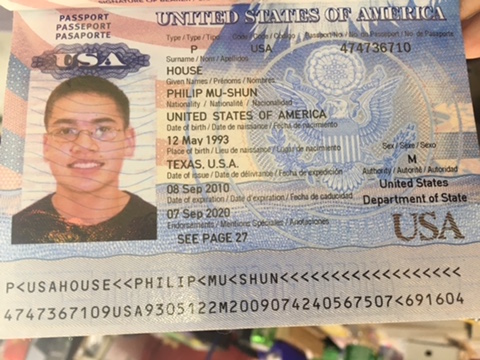 PASSPORT
PASSEPORT
PASAPORTE
UNITED STATES OF AMERICA
Type / Type / Tipo Code / Code / Código Passport No. / No. du Passeport / No. de Pasaporte
P USA 474736710
USA
Surname / Nom / Apellidos
HOUSE
Given Names / Prénoms / Nombres
PHILIP MU-SHUN
Nationality / Nationalité / Nacionalidad
UNITED STATES OF AMERICA
Date of birth / Date de naissance / Fecha de nacimiento
12 May 1993
Place of birth / Lieu de naissance / Lugar de nacimiento Sex / Sexe / Sexo
TEXAS, U.S.A. M
Date of issue / Date de délivrance / Fecha de expedición Authority / Autorité / Autoridad
08 Sep 2010 United States
Date of expiration / Date d'expiration / Fecha de caducidad Department of State
07 Sep 2020
Endorsements / Mentions Spéciales / Anotaciones
SEE PAGE 27
USA
P<USAHOUSE<<PHILIP<MU<SHUN<<<<<<<<<<<<<<<<<<
4747367109USA9305122M2009074240567507<691604